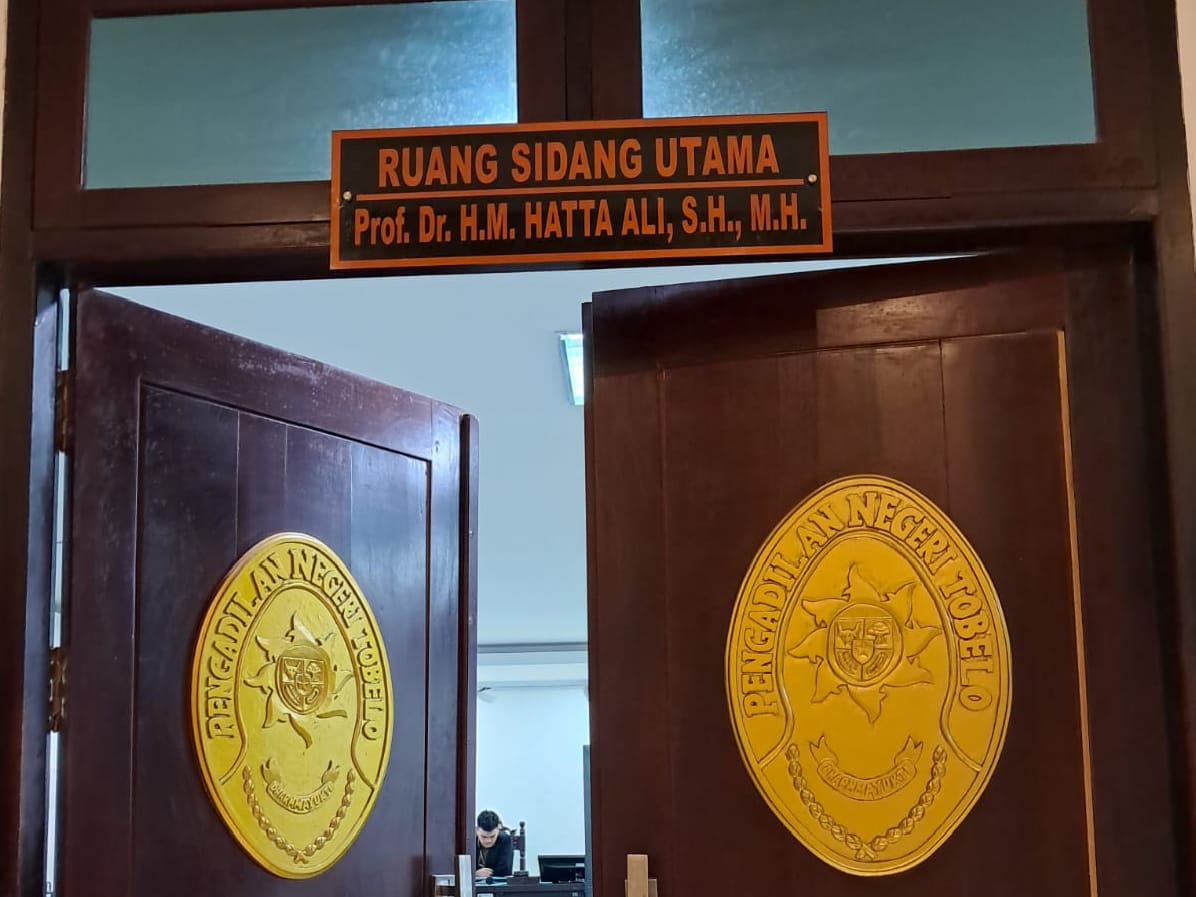 RUANG SIDANG UTAMA
Prof. Dr. H.M. HATTA ALI, S.H., M.H.
PENGADILAN NEGERI TOBELO
DHARMMAYUKTI
PENGADILAN NEGERI TOBELO
DHARMMAYUKTI